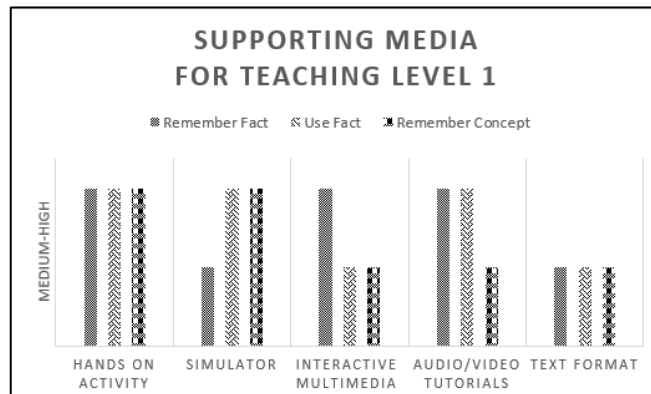 SUPPORTING MEDIA
FOR TEACHING LEVEL 1
Remember Fact Use Fact Remember Concept
MEDIUM-HIGH
HANDS ON ACTIVITY
SIMULATOR
INTERACTIVE MULTIMEDIA
AUDIO/VIDEO TUTORIALS
TEXT FORMAT